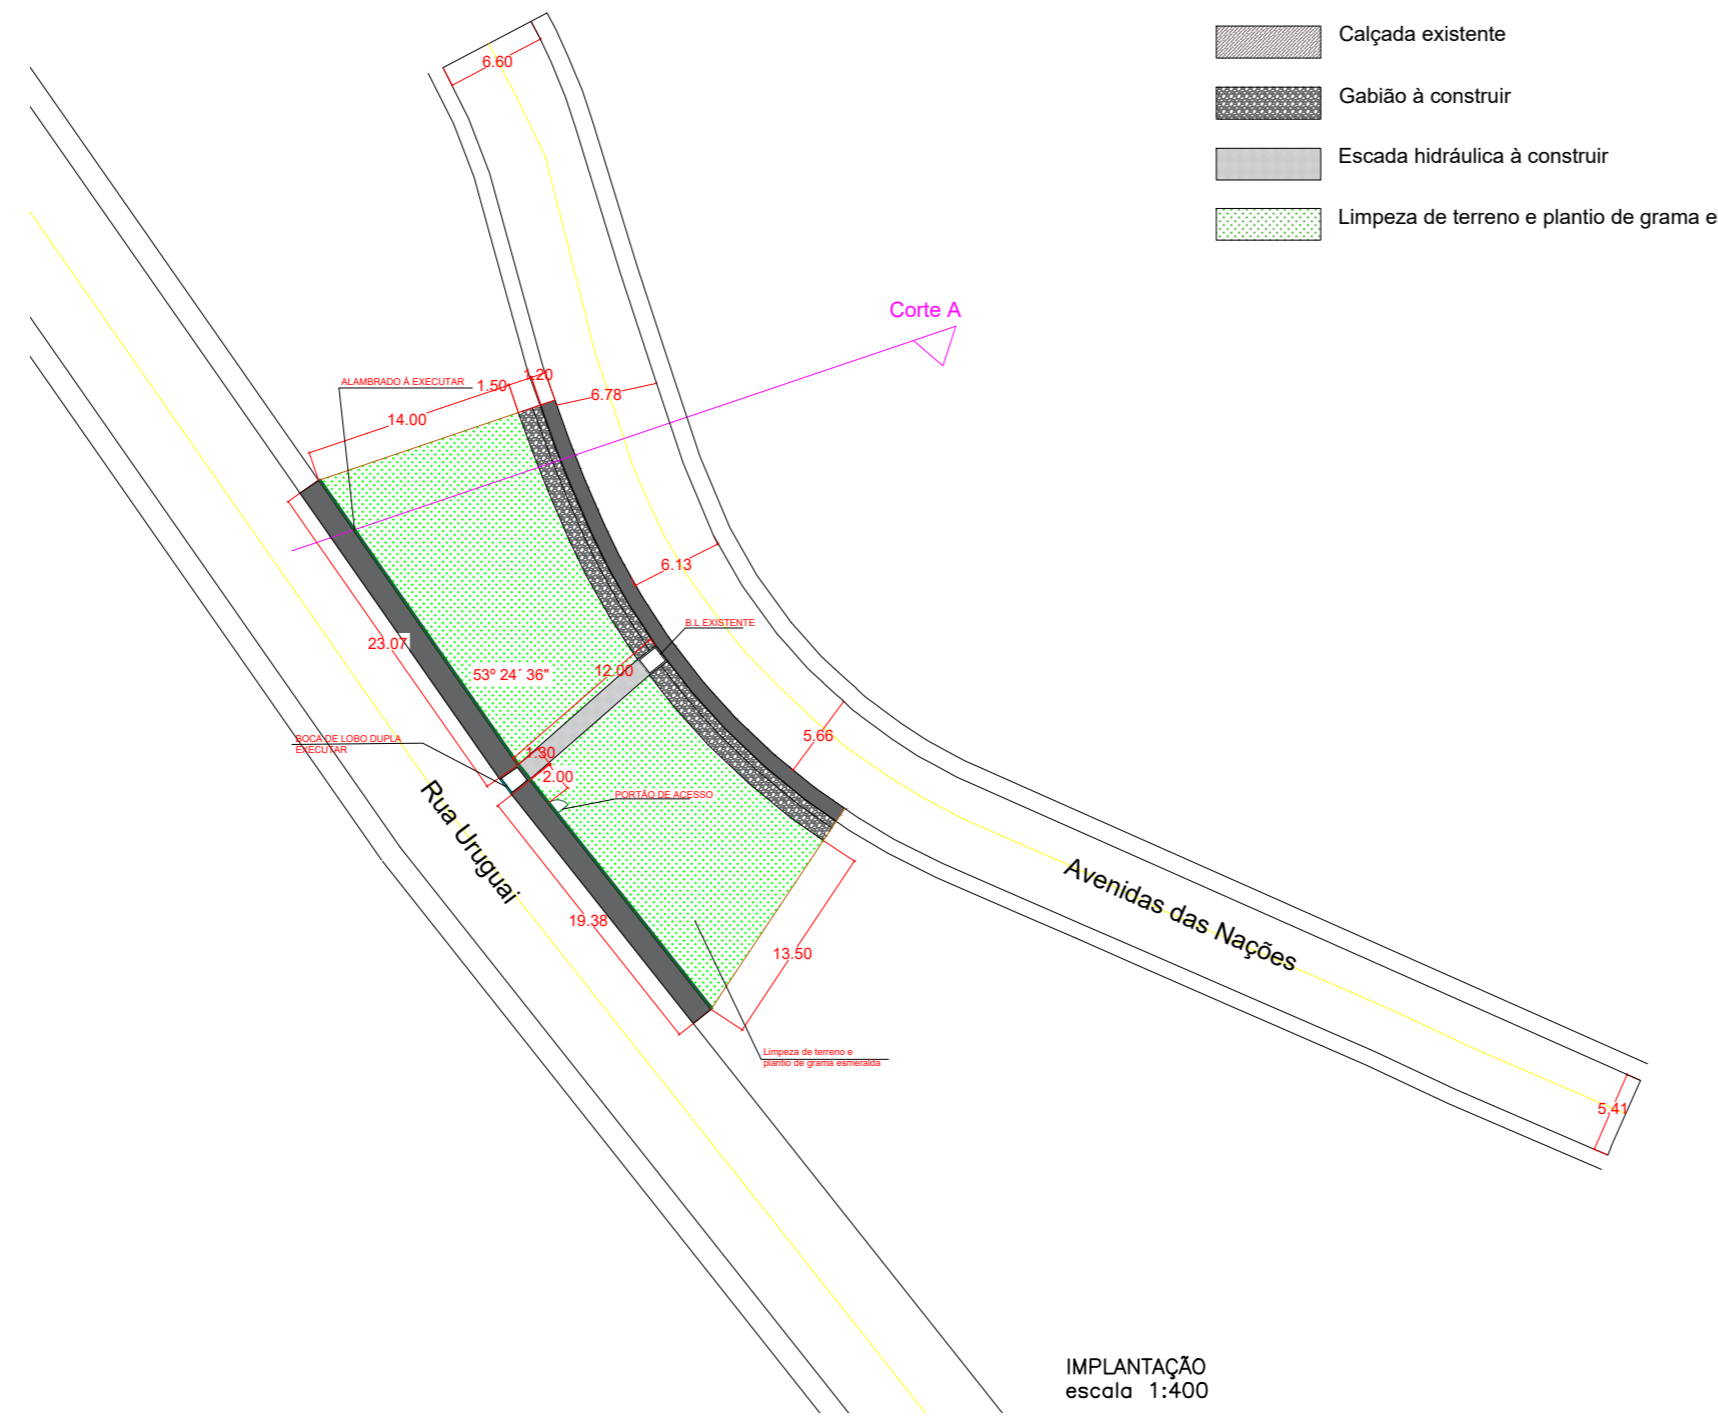 Calçada existente
Gabião à construir
Escada hidráulica à construir
Limpeza de terreno e plantio de grama e
6.60
Corte A
ALAMBRADO À EXECUTAR
1.50
1.20
6.78
14.00
6.13
B.L EXISTENTE
23.07
12.00
53º 24´ 36"
5.66
BOCA DE LOBO DUPLA
EXECUTAR
1.30
2.00
PORTÃO DE ACESSO
Rua Uruguai
Avenidas das Nações
19.38
13.50
Limpeza de terreno e
plantio de grama esmeralda
5.41
IMPLANTAÇÃO
escala 1:400